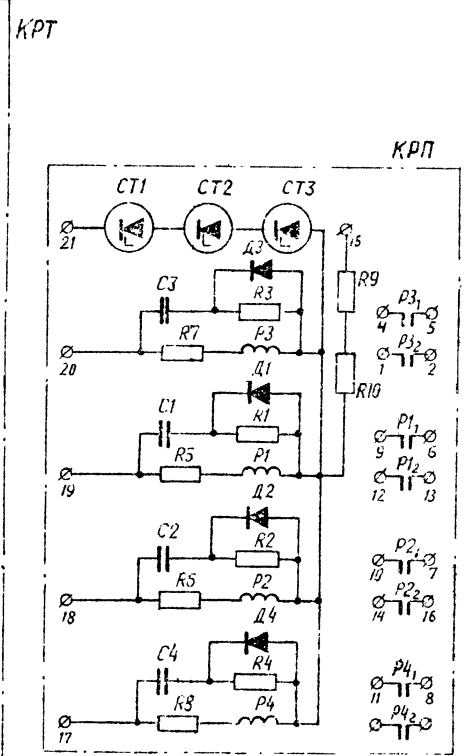 КРТ
КРП
СТ1 СТ2 СТ3
21 15
Д3
С3 R3 R9
R7 Р3 Р3₁
4 5
Р3₂
20 1 2
Д1 R10
С1 R1 Р1₁
R5 Р1 9 6
Р1₂
19 12 13
Д2
С2 R2 Р2₁
R5 Р2 10 7
Р2₂
18 14 16
Д4
С4 R4 Р4₁
R8 Р4 11 8
Р4₂
17